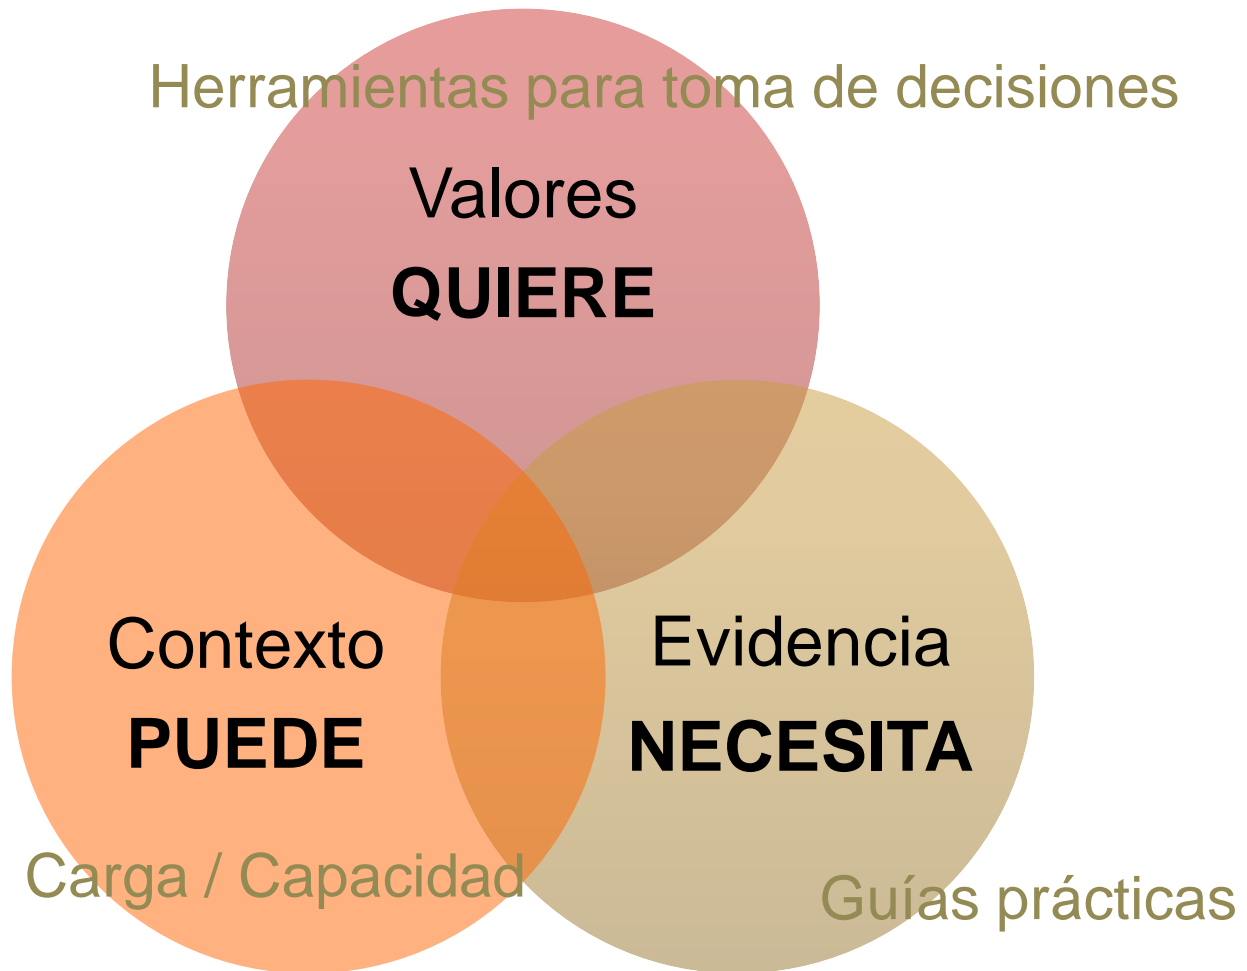 Herramientas para toma de decisiones
Valores
QUIERE
Contexto
PUEDE
Evidencia
NECESITA
Carga / Capacidad
Guías prácticas